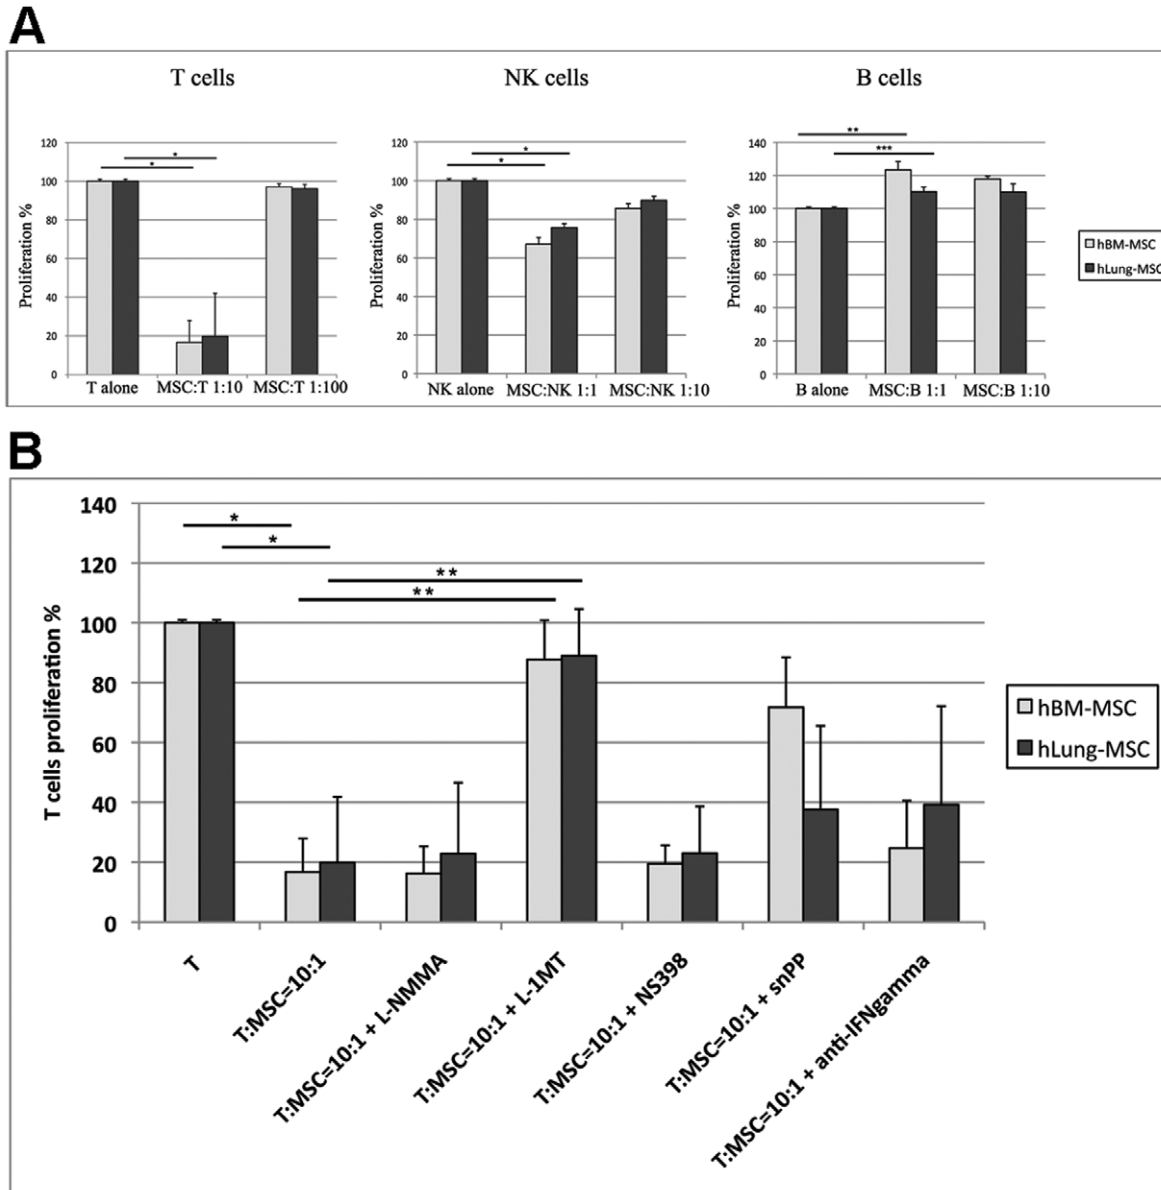 A
T cells
NK cells
B cells
120
100
80
60
40
20
0
Proliferation %
*
*
T alone
MSC:T 1:10
MSC:T 1:100
120
100
80
60
40
20
0
Proliferation %
*
*
NK alone
MSC:NK 1:1
MSC:NK 1:10
140
120
100
80
60
40
20
0
Proliferation %
**
***
B alone
MSC:B 1:1
MSC:B 1:10
hBM-MSC
hLung-MSC
B
140
120
100
80
60
40
20
0
T cells proliferation %
*
*
**
**
T
T:MSC=10:1
T:MSC=10:1 + L-NMMA
T:MSC=10:1 + L-1MT
T:MSC=10:1 + NS398
T:MSC=10:1 + snPP
T:MSC=10:1 + anti-IFNgamma
hBM-MSC
hLung-MSC